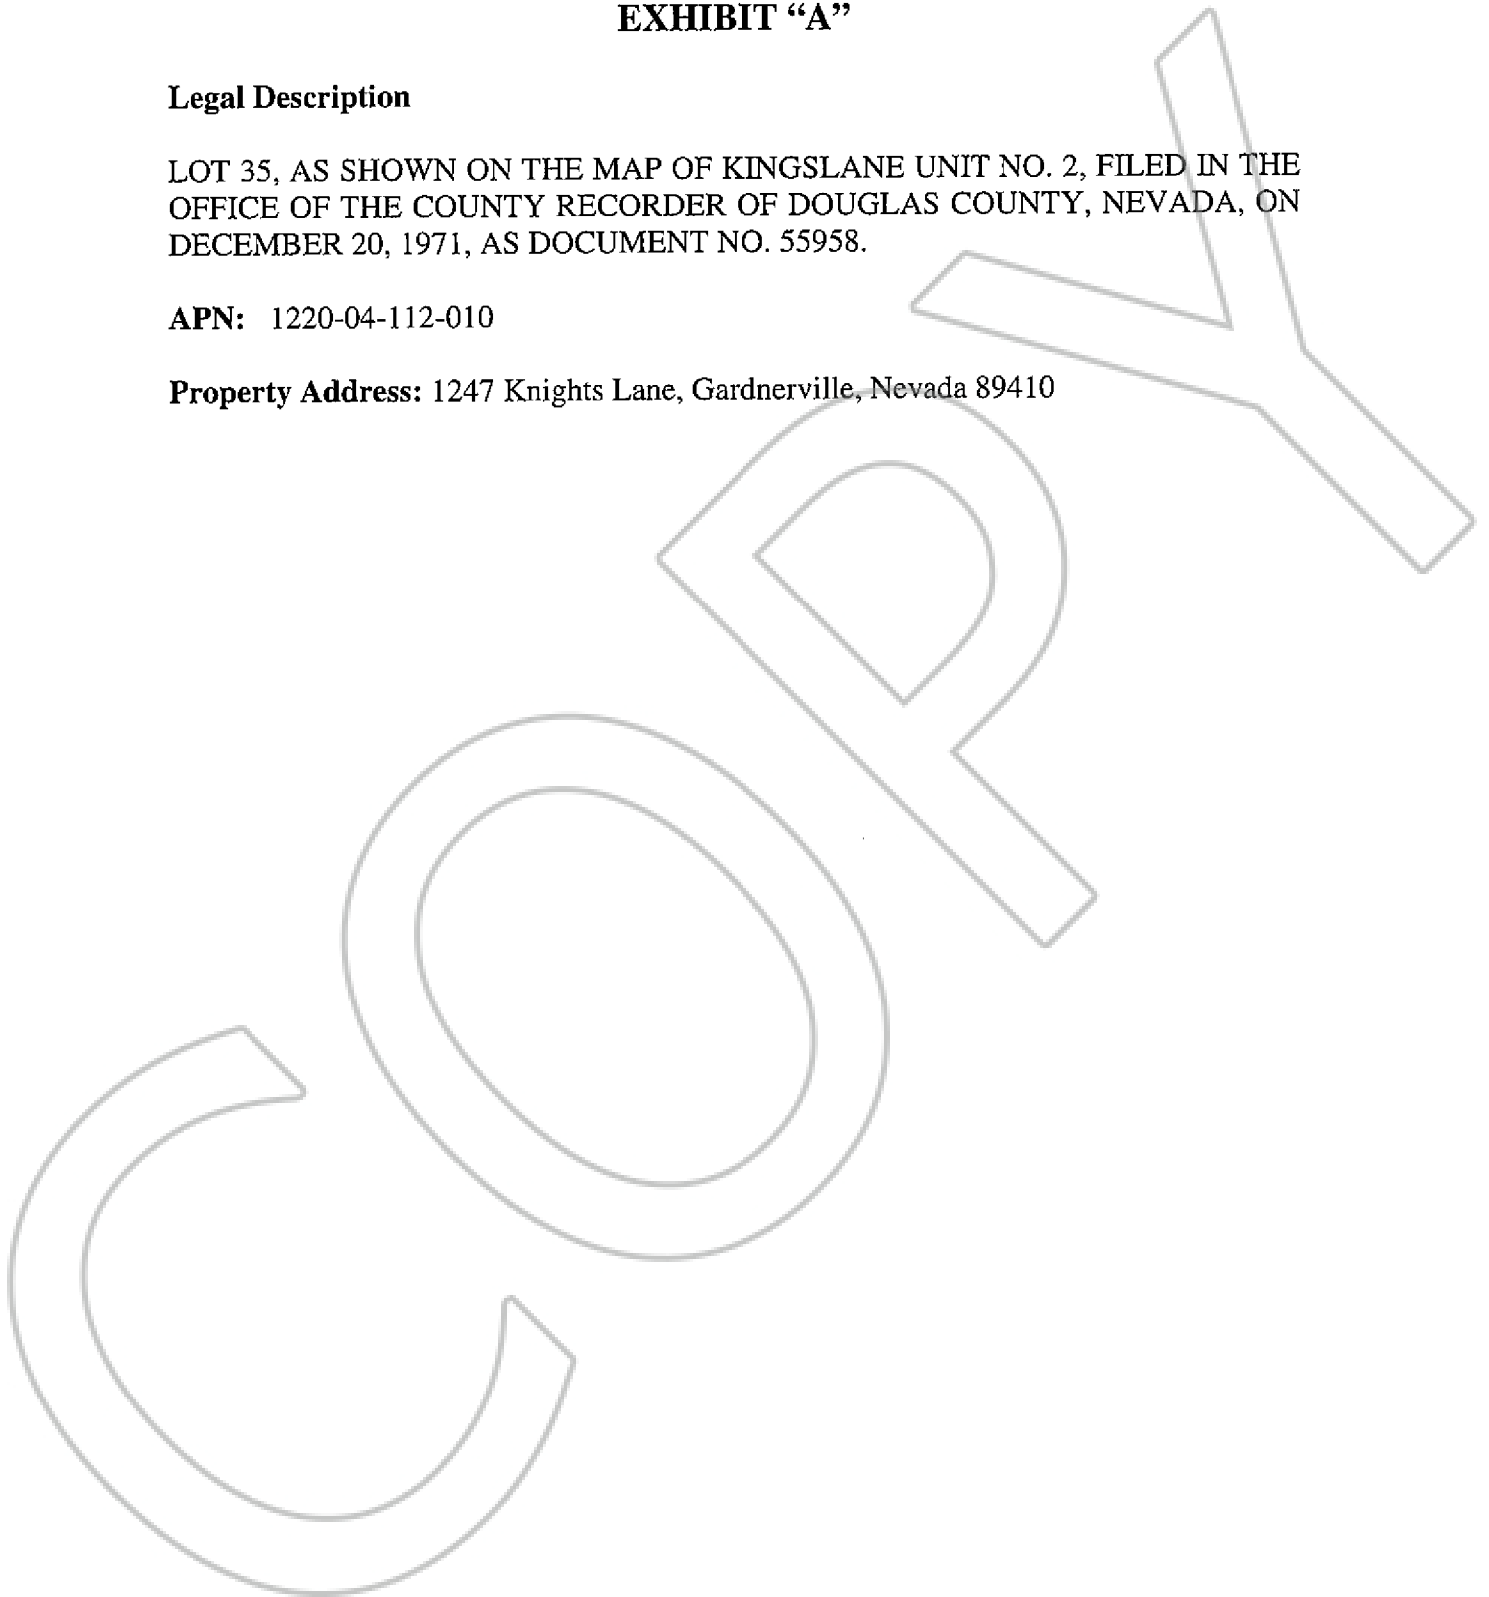 EXHIBIT “A”
Legal Description
LOT 35, AS SHOWN ON THE MAP OF KINGSLANE UNIT NO. 2, FILED IN THE
OFFICE OF THE COUNTY RECORDER OF DOUGLAS COUNTY, NEVADA, ON
DECEMBER 20, 1971, AS DOCUMENT NO. 55958.
APN: 1220-04-112-010
Property Address: 1247 Knights Lane, Gardnerville, Nevada 89410
COPY